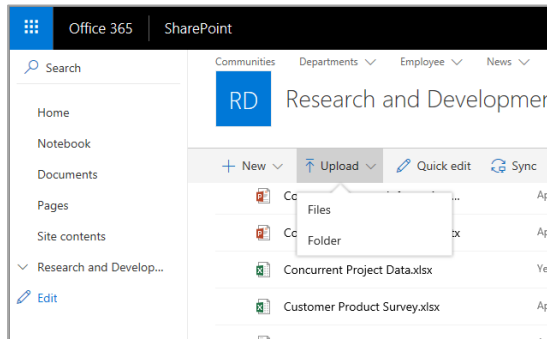 Office 365 SharePoint
Search
Communities Departments Employee News
RD Research and Developmen
Home
Notebook
Documents
Pages
Site contents
Research and Develop...
Edit
New Upload Quick edit Sync
Files
Folder
Concurrent Project Data.xlsx
Customer Product Survey.xlsx